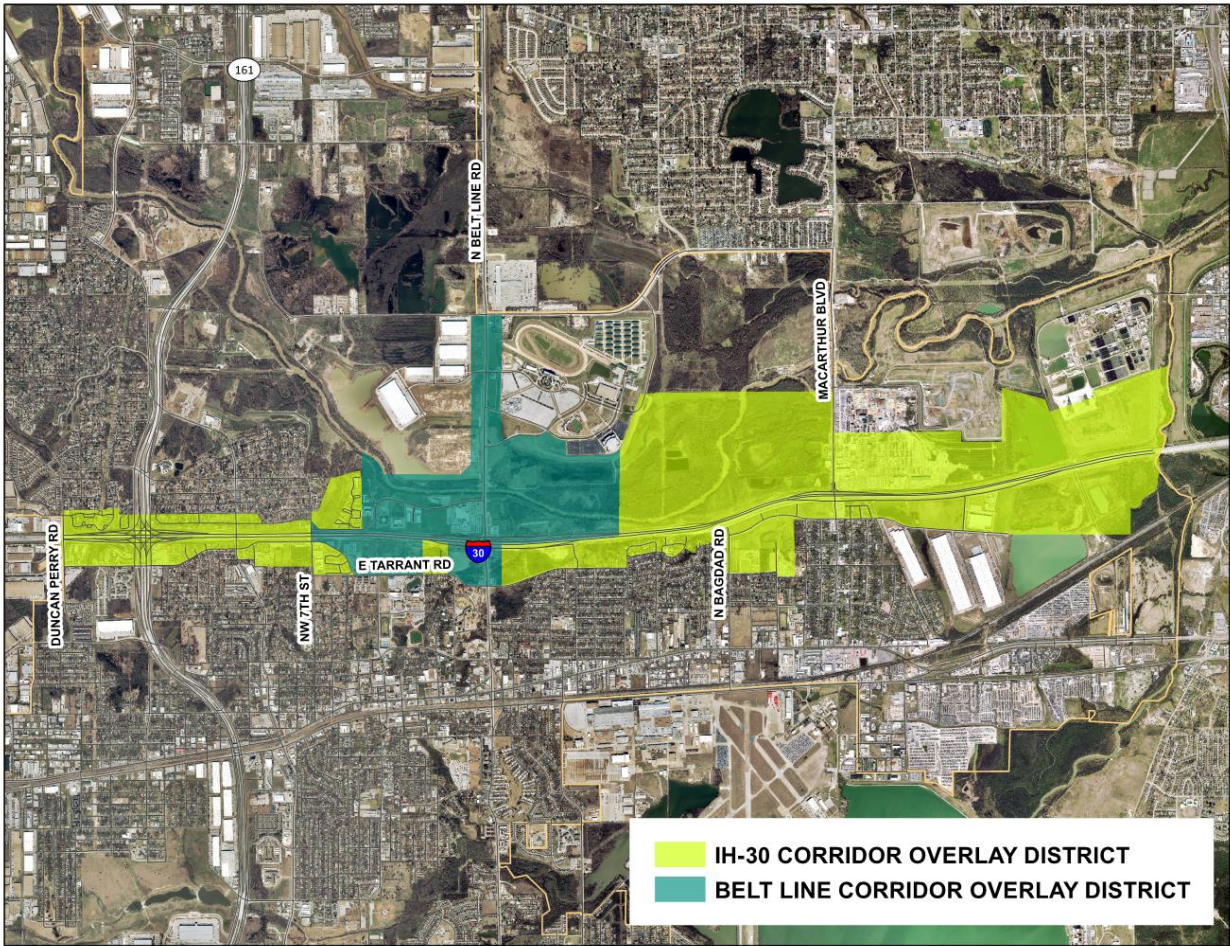 161
N BELT LINE RD
MACARTHUR BLVD
DUNCAN PERRY RD
NW 7TH ST
E TARRANT RD
30
N BAGDAD RD
IH-30 CORRIDOR OVERLAY DISTRICT
BELT LINE CORRIDOR OVERLAY DISTRICT